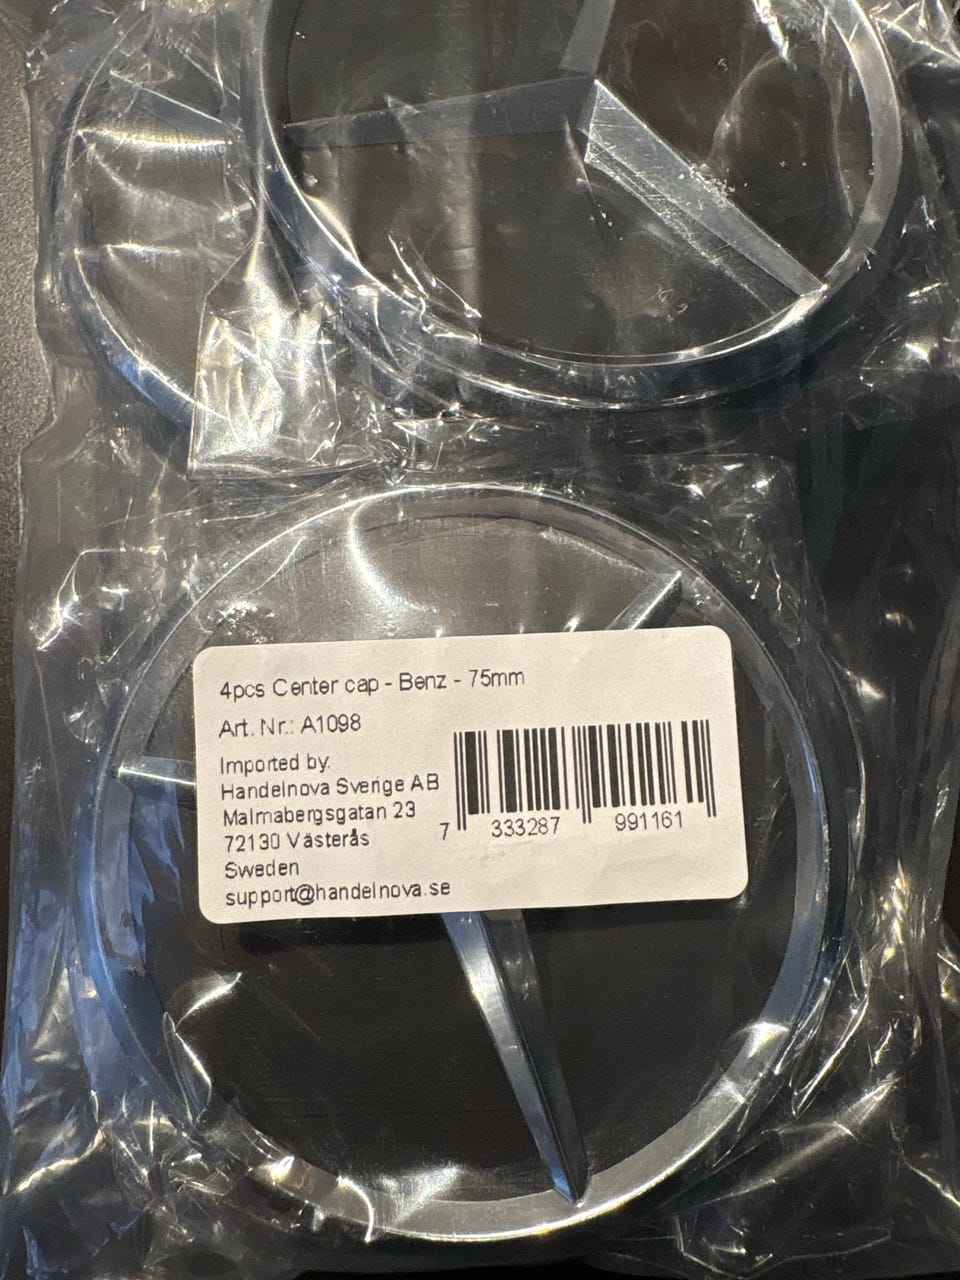 4pcs Center cap - Benz - 75mm
Art. Nr.: A1098
Imported by:
Handelnova Sverige AB
Malmabergsgatan 23
72130 Västerås
Sweden
support@handelnova.se
7 333287 991161